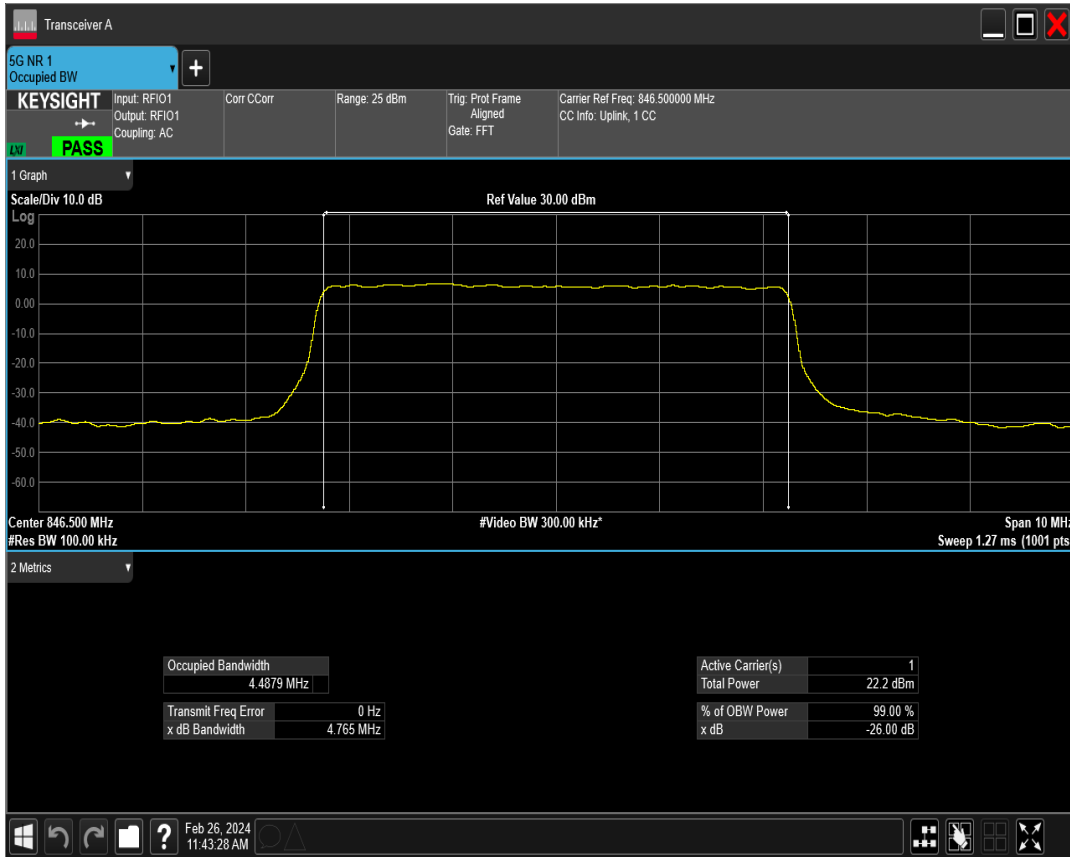 Transceiver A
5G NR 1
Occupied BW
KEYSIGHT
LXI
PASS
Input: RFIO1
Output: RFIO1
Coupling: AC
Corr CCorr
Range: 25 dBm
Trig: Prot Frame
Aligned
Gate: FFT
Carrier Ref Freq: 846.500000 MHz
CC Info: Uplink, 1 CC
1 Graph
Scale/Div 10.0 dB
Ref Value 30.00 dBm
Log
20.0
10.0
0.00
-10.0
-20.0
-30.0
-40.0
-50.0
-60.0
Center 846.500 MHz
#Video BW 300.00 kHz*
Span 10 MHz
#Res BW 100.00 kHz
Sweep 1.27 ms (1001 pts
2 Metrics
Occupied Bandwidth
4.4879 MHz
Transmit Freq Error 0 Hz
x dB Bandwidth 4.765 MHz
Active Carrier(s) 1
Total Power 22.2 dBm
% of OBW Power 99.00 %
x dB -26.00 dB
?
Feb 26, 2024
11:43:28 AM